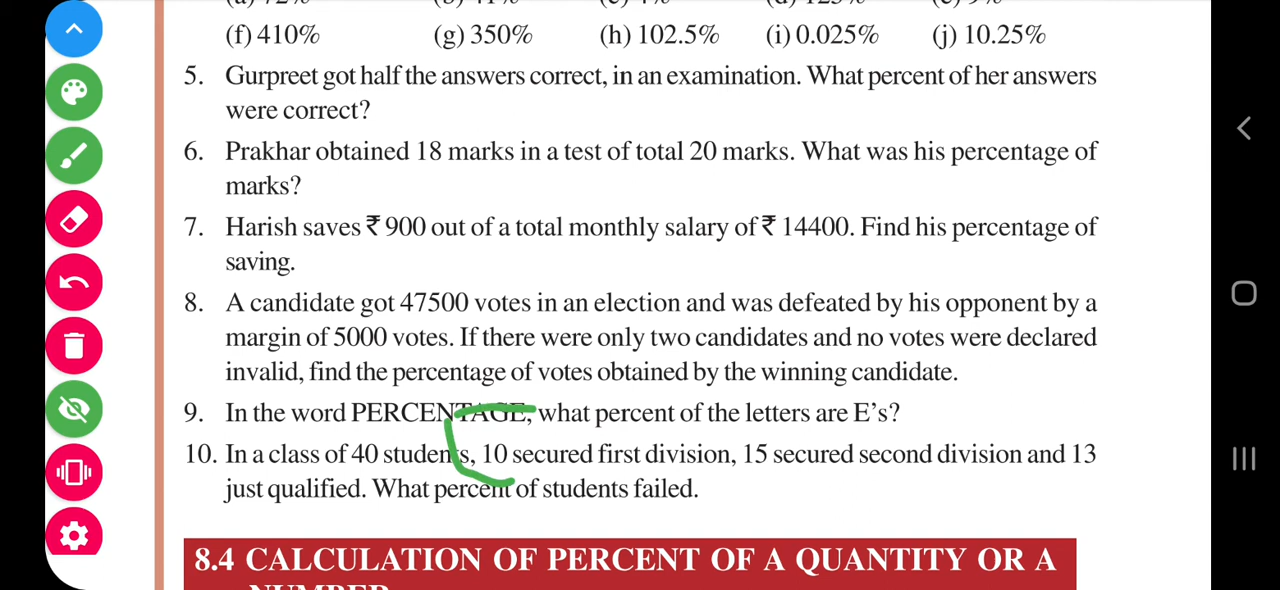 (f) 410% (g) 350% (h) 102.5% (i) 0.025% (j) 10.25%
5. Gurpreet got half the answers correct, in an examination. What percent of her answers
were correct?
6. Prakhar obtained 18 marks in a test of total 20 marks. What was his percentage of
marks?
7. Harish saves ₹ 900 out of a total monthly salary of ₹ 14400. Find his percentage of
saving.
8. A candidate got 47500 votes in an election and was defeated by his opponent by a
margin of 5000 votes. If there were only two candidates and no votes were declared
invalid, find the percentage of votes obtained by the winning candidate.
9. In the word PERCENTAGE, what percent of the letters are E's?
10. In a class of 40 students, 10 secured first division, 15 secured second division and 13
just qualified. What percent of students failed.
8.4 CALCULATION OF PERCENT OF A QUANTITY OR A
NUMBER